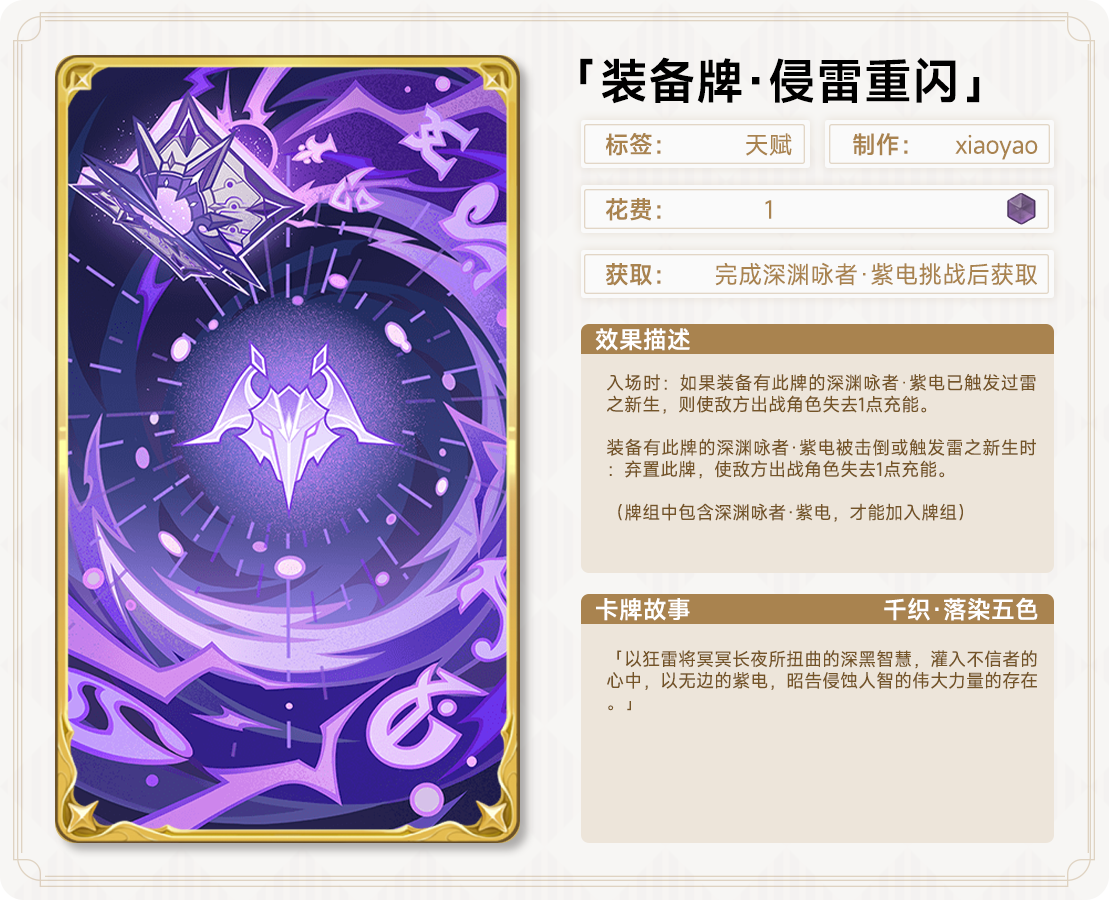 「装备牌·侵雷重闪」
标签： 天赋
制作： xiaoyao
花费： 1
获取： 完成深渊咏者·紫电挑战后获取
效果描述
入场时：如果装备有此牌的深渊咏者·紫电已触发过雷
之新生，则使敌方出战角色失去1点充能。
装备有此牌的深渊咏者·紫电被击倒或触发雷之新生时
：弃置此牌，使敌方出战角色失去1点充能。
（牌组中包含深渊咏者·紫电，才能加入牌组）
卡牌故事 千织·落染五色
「以狂雷将冥冥长夜所扭曲的深黑智慧，灌入不信者的
心中，以无边的紫电，昭告侵蚀人智的伟大力量的存在
。」